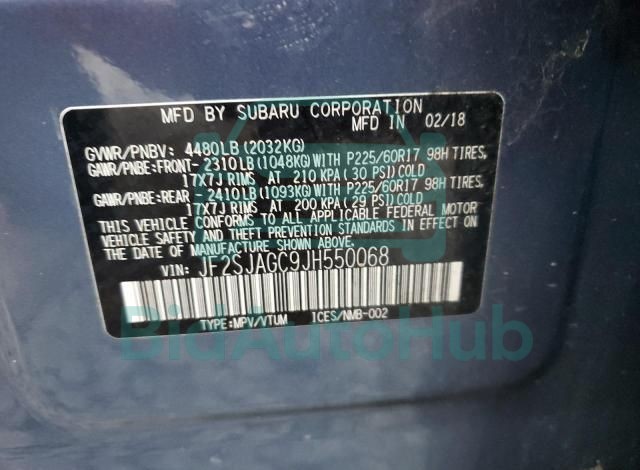 MFD BY SUBARU CORPORATION
MFD IN 02/18
GVWR/PNBV: 4480LB(2032KG)
GAWR/PNBE:FRONT- 2310LB(1048KG)WITH P225/60R17 98H TIRES,
17X7J RIMS AT 210 KPA(30 PSI)COLD
GAWR/PNBE:REAR - 2410LB(1093KG)WITH P225/60R17 98H TIRES,
17X7J RIMS AT 200 KPA(29 PSI)COLD
THIS VEHICLE CONFORMS TO ALL APPLICABLE FEDERAL MOTOR
VEHICLE SAFETY AND THEFT PREVENTION STANDARDS IN EFFECT ON
THE DATE OF MANUFACTURE SHOWN ABOVE.
VIN: JF2SJAGC9JH550068
TYPE:MPV/VTUM ICES/NMB-002
BidAutoHub